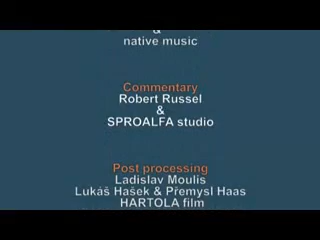 &
native music
Commentary
Robert Russel
&
SPROALFA studio
Post processing
Ladislav Moulis
Lukáš Hašek & Přemysl Haas
HARTOLA film